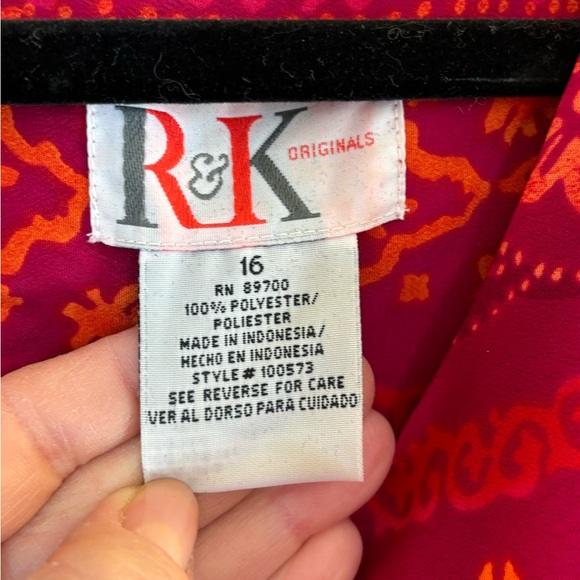 R&K ORIGINALS
16
RN 89700
100% POLYESTER/
POLIESTER
MADE IN INDONESIA/
HECHO EN INDONESIA
STYLE# 100573
SEE REVERSE FOR CARE
VER AL DORSO PARA CUIDADO